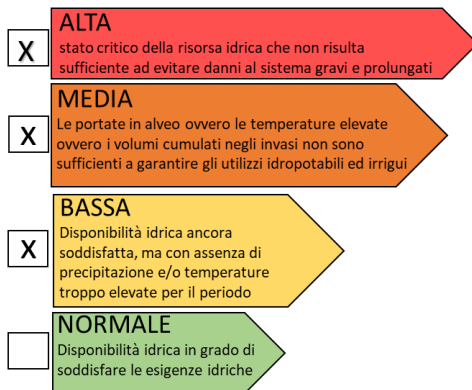 ALTA
X
stato critico della risorsa idrica che non risulta
sufficiente ad evitare danni al sistema gravi e prolungati
MEDIA
X
Le portate in alveo ovvero le temperature elevate
ovvero i volumi cumulati negli invasi non sono
sufficienti a garantire gli utilizzi idropotabili ed irrigui
BASSA
X
Disponibilità idrica ancora
soddisfatta, ma con assenza di
precipitazione e/o temperature
troppo elevate per il periodo
NORMALE
Disponibilità idrica in grado di
soddisfare le esigenze idriche